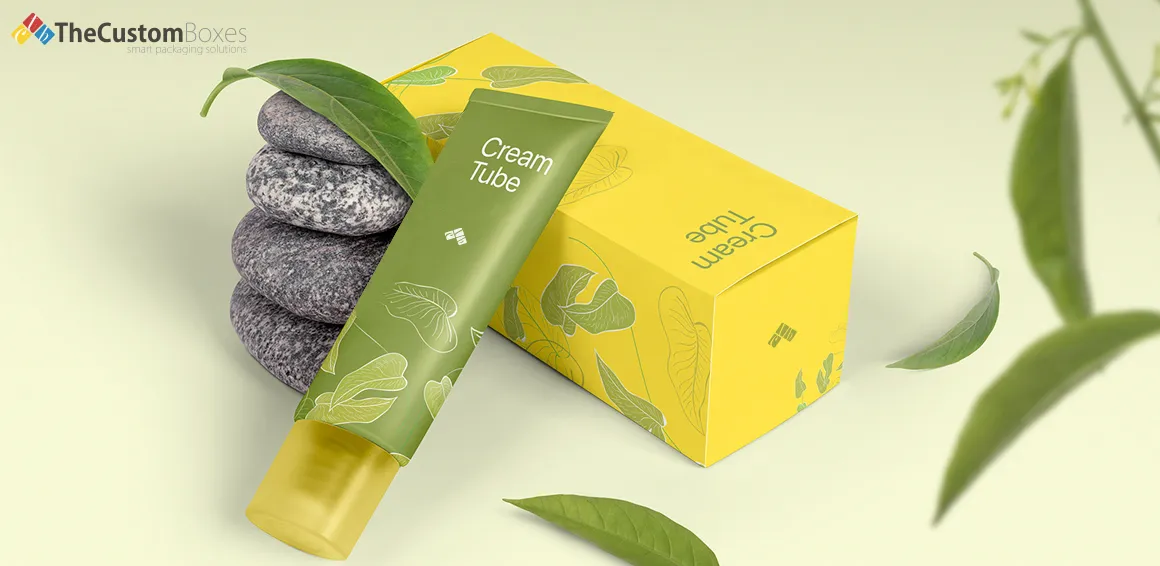 TheCustomBoxes
smart packaging solutions
Cream
Tube
Cream
Tube